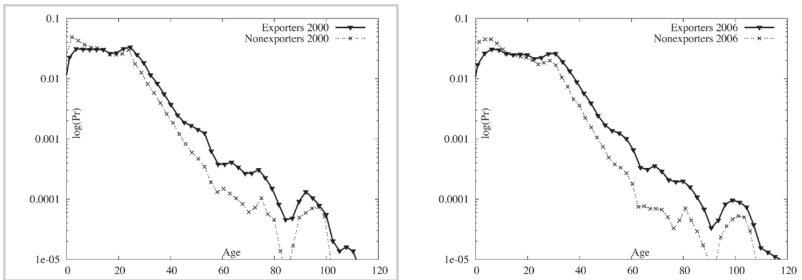 0.1
0.01
0.001
0.0001
1e-05
log(Pr)
Exporters 2000
Nonexporters 2000
Age
0 20 40 60 80 100 120
0.1
0.01
0.001
0.0001
1e-05
log(Pr)
Exporters 2006
Nonexporters 2006
Age
0 20 40 60 80 100 120